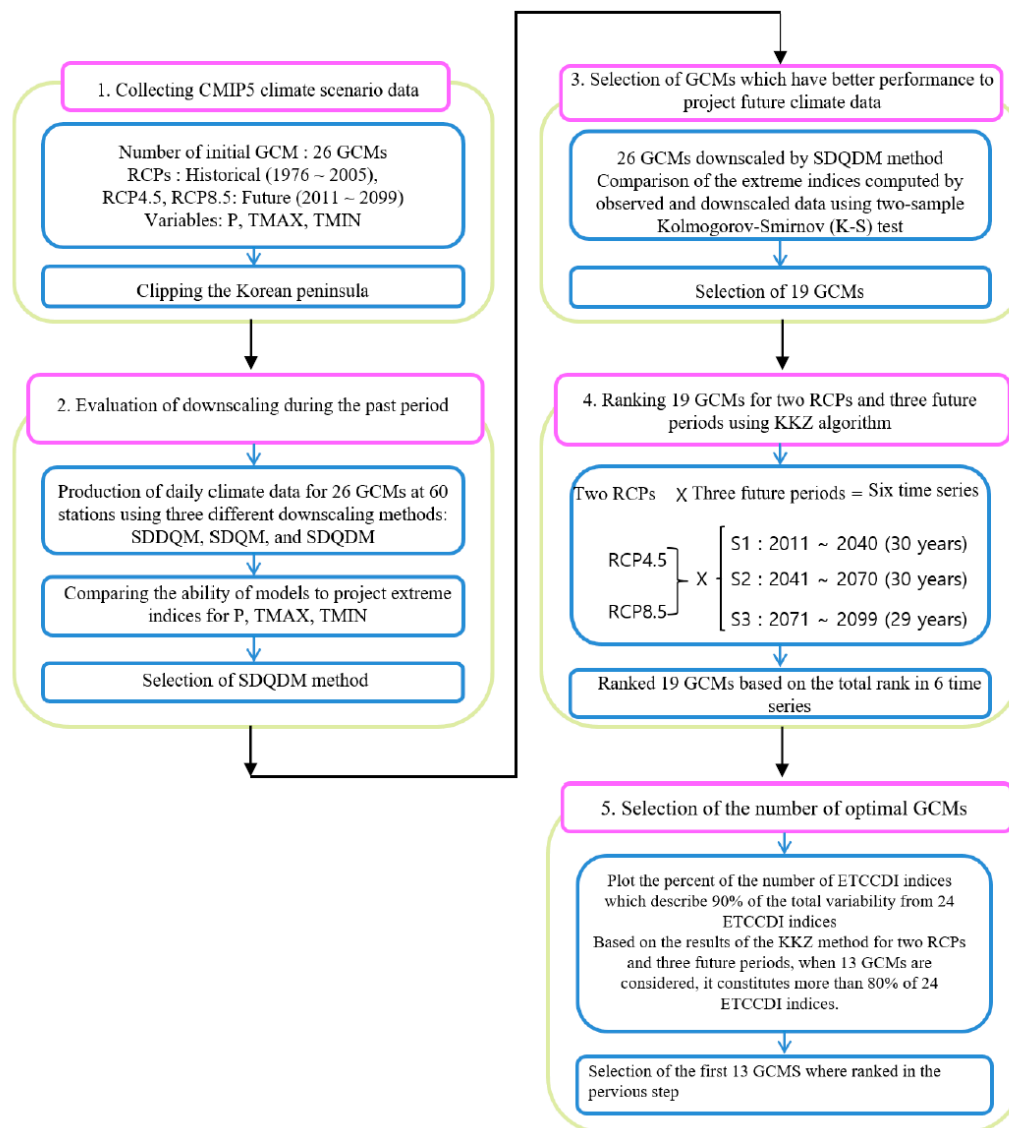 1. Collecting CMIP5 climate scenario data
Number of initial GCM : 26 GCMs
RCPs : Historical (1976 ~ 2005),
RCP4.5, RCP8.5: Future (2011 ~ 2099)
Variables: P, TMAX, TMIN
Clipping the Korean peninsula
2. Evaluation of downscaling during the past period
Production of daily climate data for 26 GCMs at 60
stations using three different downscaling methods:
SDDQM, SDQM, and SDQDM
Comparing the ability of models to project extreme
indices for P, TMAX, TMIN
Selection of SDQDM method
3. Selection of GCMs which have better performance to
project future climate data
26 GCMs downscaled by SDQDM method
Comparison of the extreme indices computed by
observed and downscaled data using two-sample
Kolmogorov-Smirnov (K-S) test
Selection of 19 GCMs
4. Ranking 19 GCMs for two RCPs and three future
periods using KKZ algorithm
Two RCPs X Three future periods = Six time series
RCP4.5
RCP8.5
X
S1 : 2011 ~ 2040 (30 years)
S2 : 2041 ~ 2070 (30 years)
S3 : 2071 ~ 2099 (29 years)
Ranked 19 GCMs based on the total rank in 6 time
series
5. Selection of the number of optimal GCMs
Plot the percent of the number of ETCCDI indices
which describe 90% of the total variability from 24
ETCCDI indices
Based on the results of the KKZ method for two RCPs
and three future periods, when 13 GCMs are
considered, it constitutes more than 80% of 24
ETCCDI indices.
Selection of the first 13 GCMS where ranked in the
pervious step